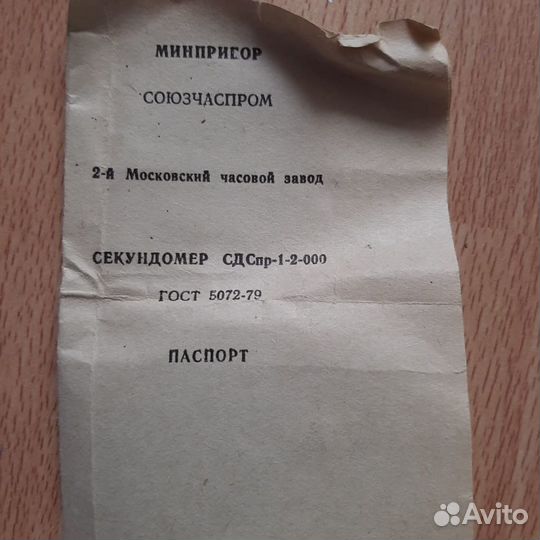 МИНПРИБОР
СОЮЗЧАСПРОМ
2-й Московский часовой завод
СЕКУНДОМЕР СДСпр-1-2-000
ГОСТ 5072-79
ПАСПОРТ
Avito